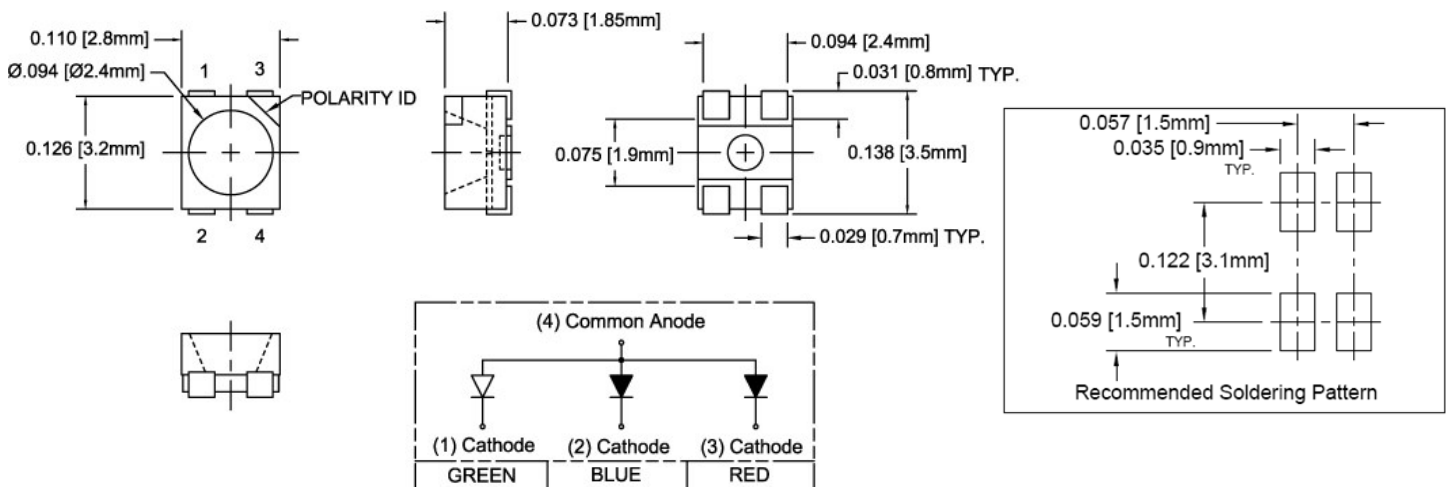 0.073 [1.85mm]
0.110 [2.8mm]
0.094 [2.4mm]
Ø.094 [Ø2.4mm]
1 3
0.031 [0.8mm] TYP.
POLARITY ID
0.057 [1.5mm]
0.035 [0.9mm]
TYP.
0.126 [3.2mm]
0.075 [1.9mm]
0.138 [3.5mm]
2 4
0.029 [0.7mm] TYP.
0.122 [3.1mm]
0.059 [1.5mm]
TYP.
Recommended Soldering Pattern
(4) Common Anode
(1) Cathode (2) Cathode (3) Cathode
GREEN BLUE RED